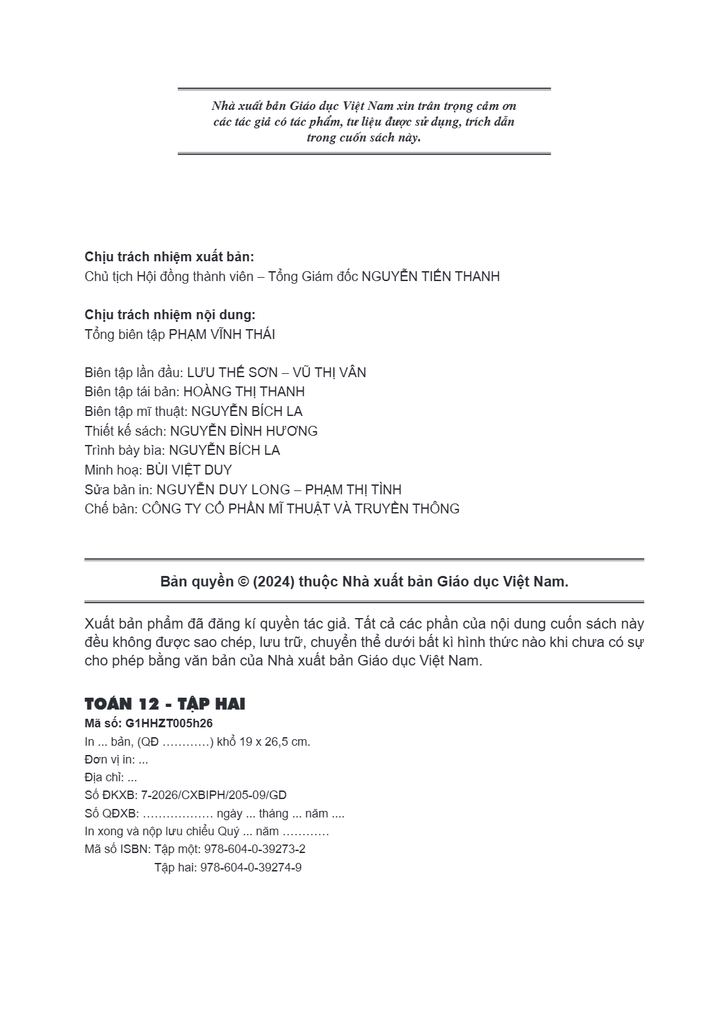 Nhà xuất bản Giáo dục Việt Nam xin trân trọng cảm ơn
các tác giả có tác phẩm, tư liệu được sử dụng, trích dẫn
trong cuốn sách này.
Chịu trách nhiệm xuất bản:
Chủ tịch Hội đồng thành viên – Tổng Giám đốc NGUYỄN TIẾN THANH
Chịu trách nhiệm nội dung:
Tổng biên tập PHẠM VĨNH THÁI
Biên tập lần đầu: LƯU THẾ SƠN – VŨ THỊ VÂN
Biên tập tái bản: HOÀNG THỊ THANH
Biên tập mĩ thuật: NGUYỄN BÍCH LA
Thiết kế sách: NGUYỄN ĐÌNH HƯƠNG
Trình bày bìa: NGUYỄN BÍCH LA
Minh hoạ: BÙI VIỆT DUY
Sửa bản in: NGUYỄN DUY LONG – PHẠM THỊ TÌNH
Chế bản: CÔNG TY CỔ PHẦN MĨ THUẬT VÀ TRUYỀN THÔNG
Bản quyền © (2024) thuộc Nhà xuất bản Giáo dục Việt Nam.
Xuất bản phẩm đã đăng kí quyền tác giả. Tất cả các phần của nội dung cuốn sách này
đều không được sao chép, lưu trữ, chuyển thể dưới bất kì hình thức nào khi chưa có sự
cho phép bằng văn bản của Nhà xuất bản Giáo dục Việt Nam.
TOÁN 12 - TẬP HAI
Mã số: G1HHZT005h26
In ... bản, (QĐ …………) khổ 19 x 26,5 cm.
Đơn vị in: ...
Địa chỉ: ...
Số ĐKXB: 7-2026/CXBIPH/205-09/GD
Số QĐXB: ……………… ngày ... tháng ... năm ....
In xong và nộp lưu chiểu Quý ... năm …………
Mã số ISBN: Tập một: 978-604-0-39273-2
Tập hai: 978-604-0-39274-9